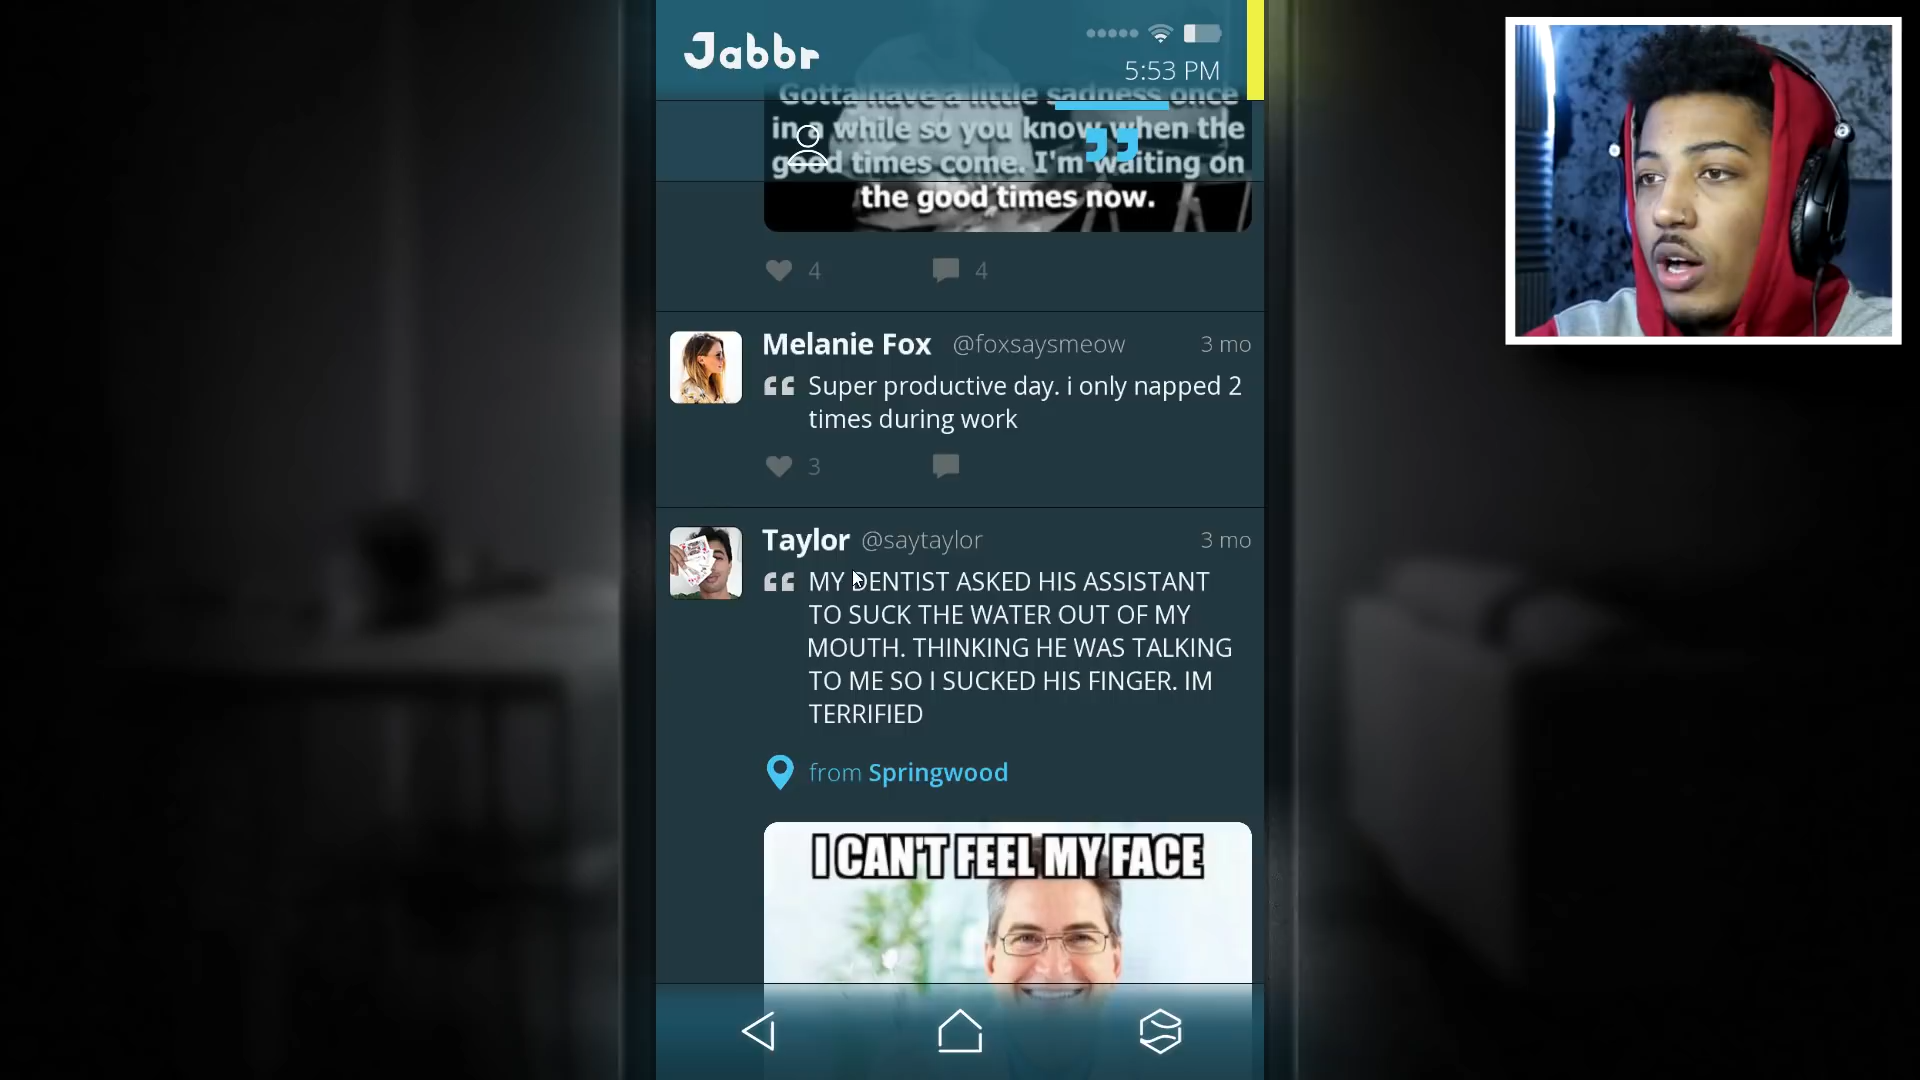 Jabbr
5:53 PM
Gotta have a little sadness once
in a while so you know when the
good times come. I'm waiting on
the good times now.
4 4
Melanie Fox @foxsaysmeow 3 mo
Super productive day. i only napped 2
times during work
3
Taylor @saytaylor 3 mo
MY DENTIST ASKED HIS ASSISTANT
TO SUCK THE WATER OUT OF MY
MOUTH. THINKING HE WAS TALKING
TO ME SO I SUCKED HIS FINGER. IM
TERRIFIED
from Springwood
I CAN'T FEEL MY FACE